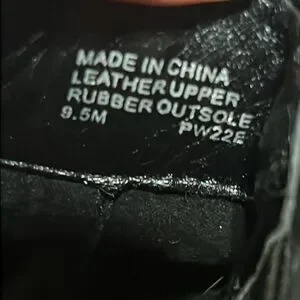 MADE IN CHINA
LEATHER UPPER
RUBBER OUTSOLE
9.5M PW22E